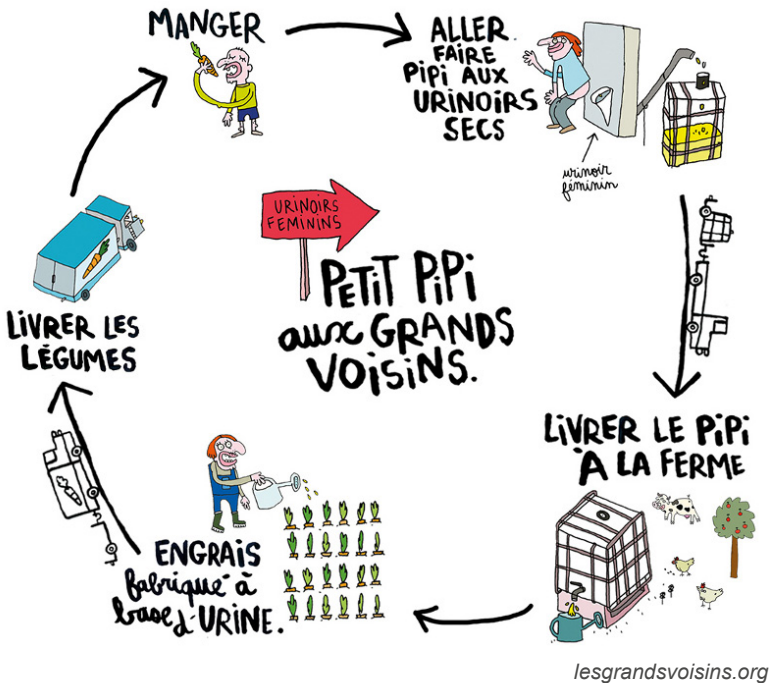 MANGER
ALLER
FAIRE
PiPi AUX
URINOIRS
SECS
urinoir
féminin
URINOIRS
FEMININS
PETiT PiPi
aux GRANDS
VOiSiNS.
LiVRER LES
LÉGUMES
LiVRER LE PiPi
À LA FERME
ENGRAiS
fabriqué à
base d'URINE.
lesgrandsvoisins.org